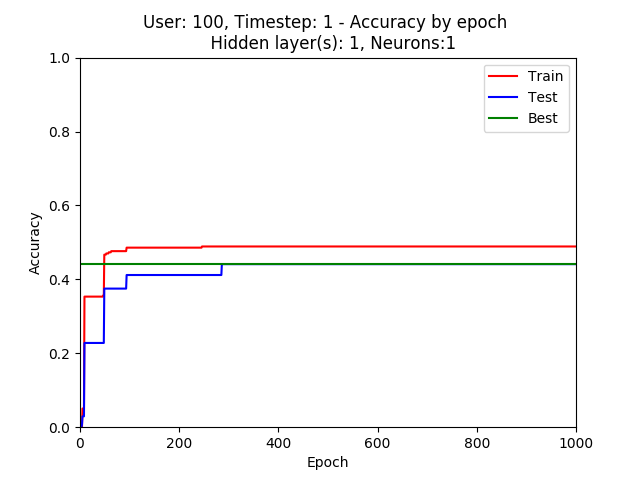 User: 100, Timestep: 1 - Accuracy by epoch
Hidden layer(s): 1, Neurons:1
1.0
0.8
0.6
0.4
0.2
0.0
Accuracy
Train
Test
Best
0 200 400 600 800 1000
Epoch